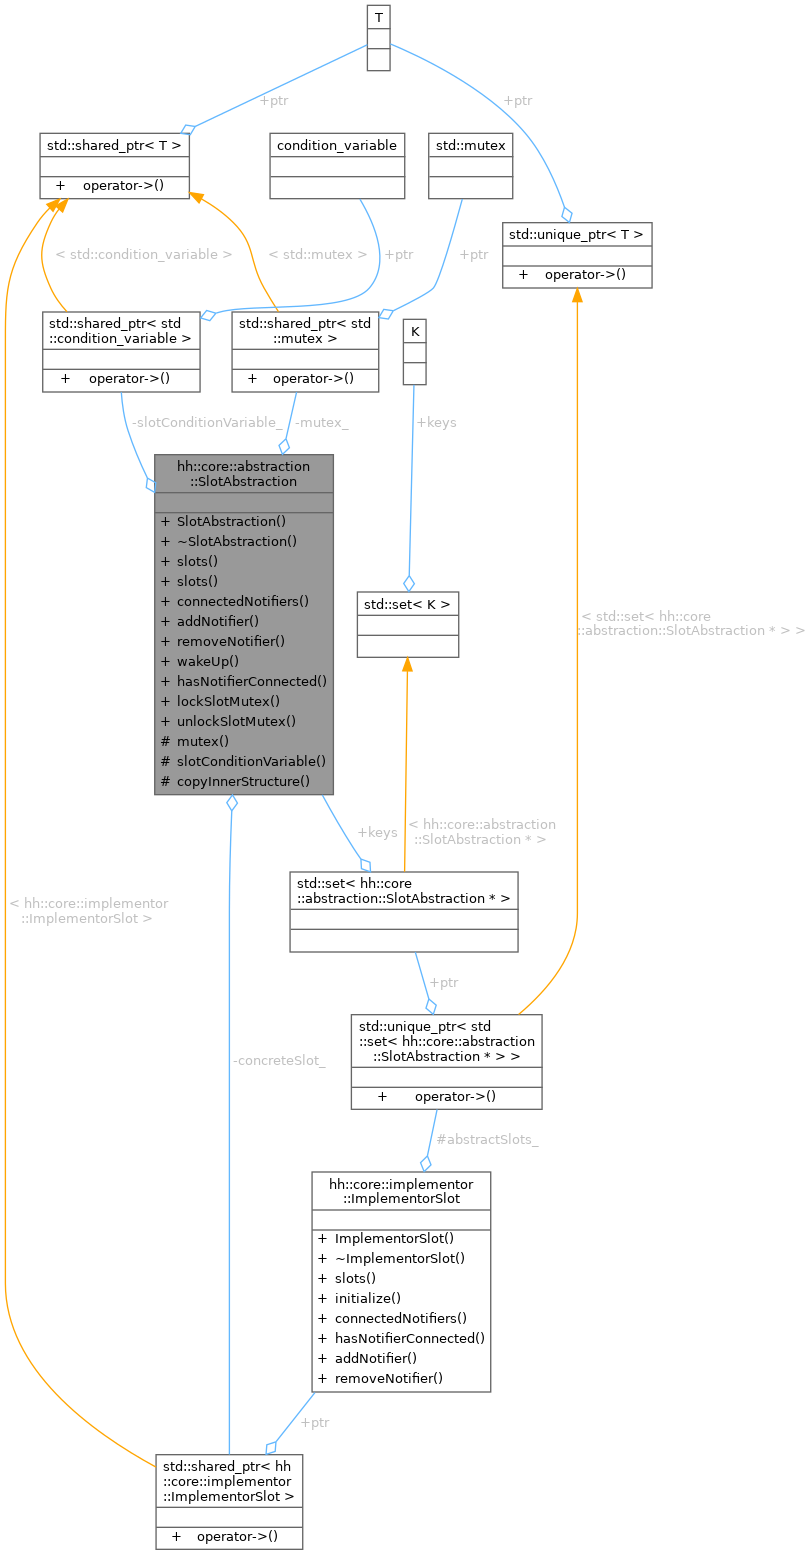 T
+ptr
+ptr
std::shared_ptr< T >
+ operator->()
condition_variable
std::mutex
std::unique_ptr< T >
+ operator->()
< std::condition_variable >
< std::mutex >
+ptr
+ptr
std::shared_ptr< std
::condition_variable >
+ operator->()
std::shared_ptr< std
::mutex >
+ operator->()
K
-slotConditionVariable_
-mutex_
+keys
hh::core::abstraction
::SlotAbstraction
+ SlotAbstraction()
+ ~SlotAbstraction()
+ slots()
+ slots()
+ connectedNotifiers()
+ addNotifier()
+ removeNotifier()
+ wakeUp()
+ hasNotifierConnected()
+ lockSlotMutex()
+ unlockSlotMutex()
# mutex()
# slotConditionVariable()
# copyInnerStructure()
std::set< K >
< std::set< hh::core
::abstraction::SlotAbstraction * > >
+keys
< hh::core::abstraction
::SlotAbstraction * >
std::set< hh::core
::abstraction::SlotAbstraction * >
< hh::core::implementor
::ImplementorSlot >
+ptr
std::unique_ptr< std
::set< hh::core::abstraction
::SlotAbstraction * > >
+ operator->()
-concreteSlot_
#abstractSlots_
hh::core::implementor
::ImplementorSlot
+ ImplementorSlot()
+ ~ImplementorSlot()
+ slots()
+ initialize()
+ connectedNotifiers()
+ hasNotifierConnected()
+ addNotifier()
+ removeNotifier()
+ptr
std::shared_ptr< hh
::core::implementor
::ImplementorSlot >
+ operator->()